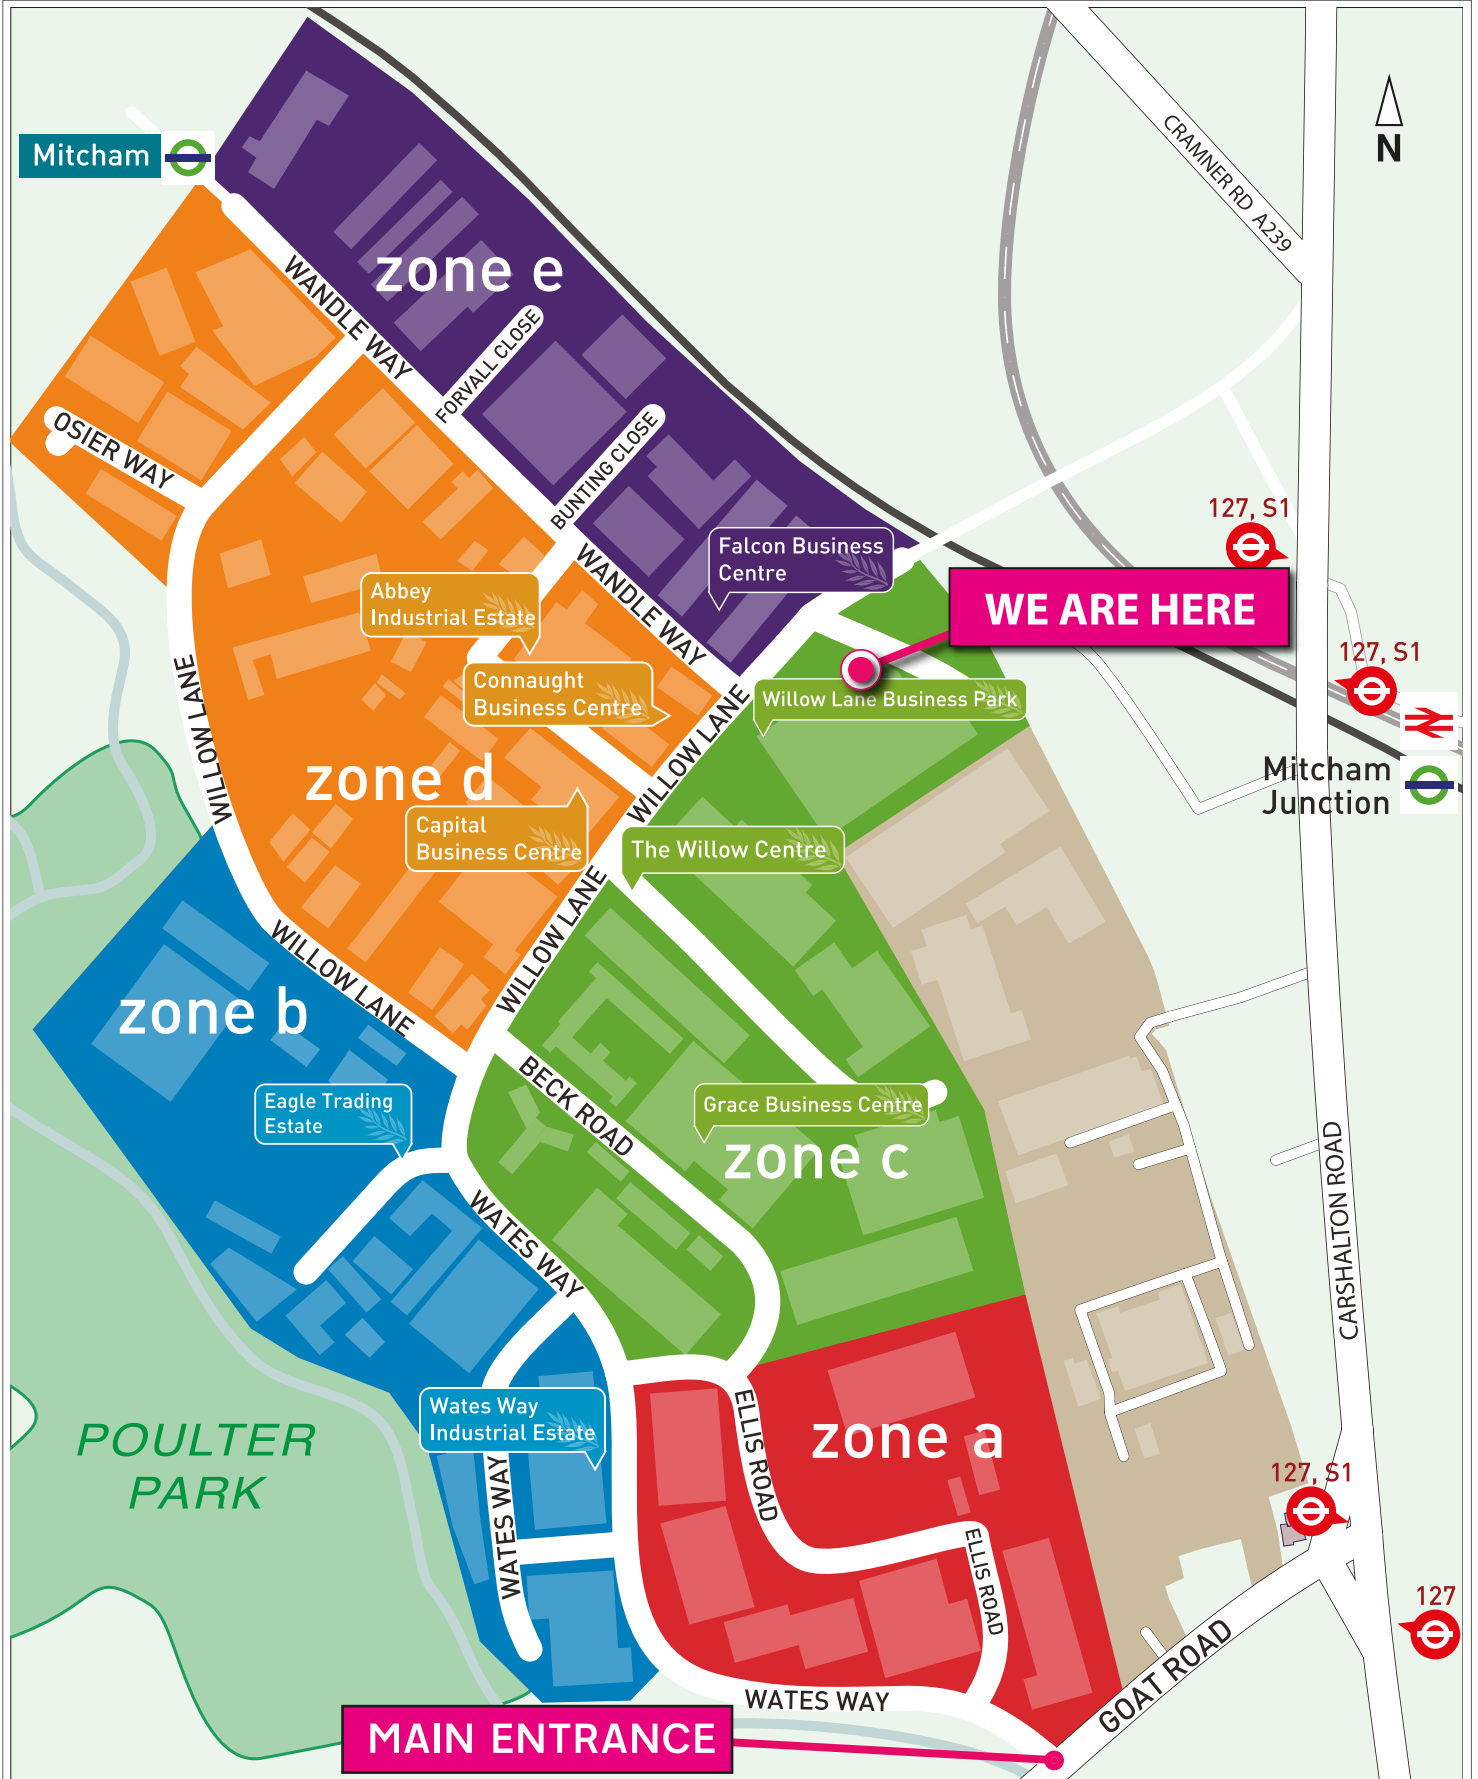 Mitcham
N
CRAMNER RD A239
zone e
WANDLE WAY
FORVALL CLOSE
OSIER WAY
BUNTING CLOSE
127, S1
Falcon Business
Centre
WANDLE WAY
Abbey
Industrial Estate
WE ARE HERE
127, S1
Connaught
Business Centre
Willow Lane Business Park
WILLOW LANE
WILLOW LANE
zone d
Mitcham
Junction
Capital
Business Centre
The Willow Centre
WILLOW LANE
WILLOW LANE
zone b
BECK ROAD
Eagle Trading
Estate
Grace Business Centre
zone c
CARSHALTON ROAD
WATES WAY
Wates Way
Industrial Estate
ELLIS ROAD
zone a
POULTER
PARK
127, S1
WATES WAY
ELLIS ROAD
127
GOAT ROAD
WATES WAY
MAIN ENTRANCE